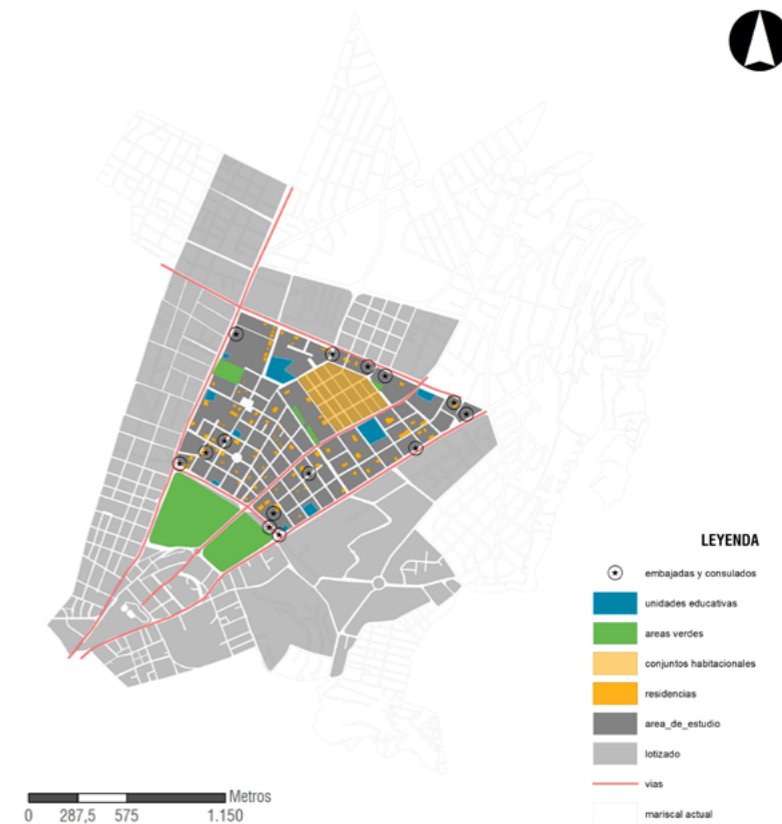 LEYENDA
embajadas y consulados
unidades educativas
areas verdes
conjuntos habitacionales
residencias
area_de_estudio
lotizado
vias
mariscal actual
Metros
0 287,5 575 1.150